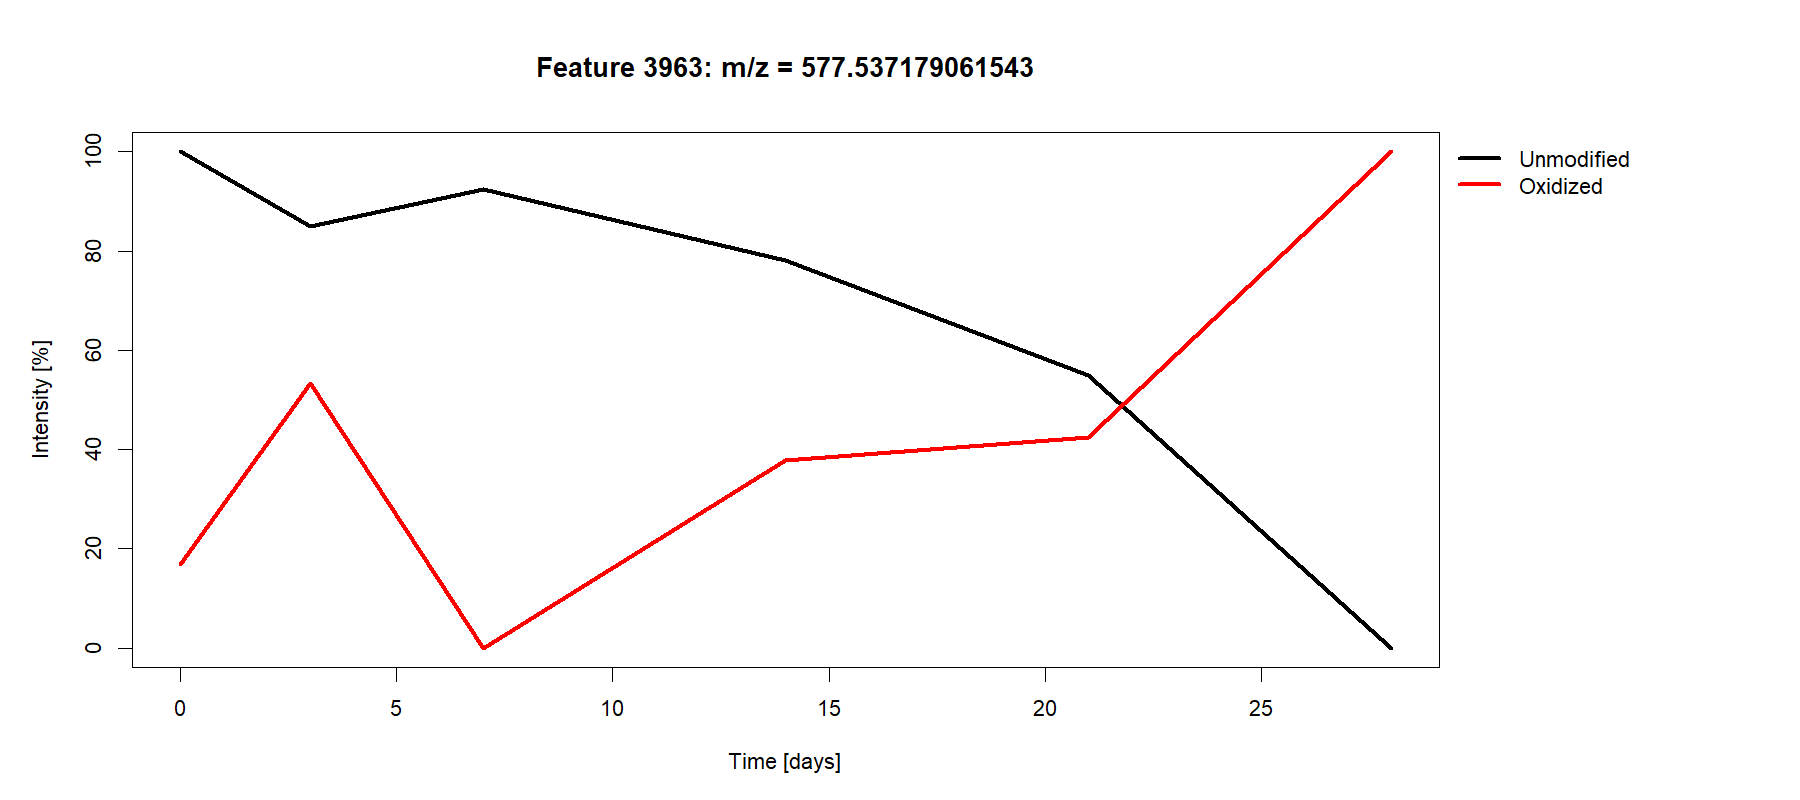 Feature 3963: m/z = 577.537179061543
Unmodified
Oxidized
Intensity [%]
100
80
60
40
20
0
0 5 10 15 20 25
Time [days]